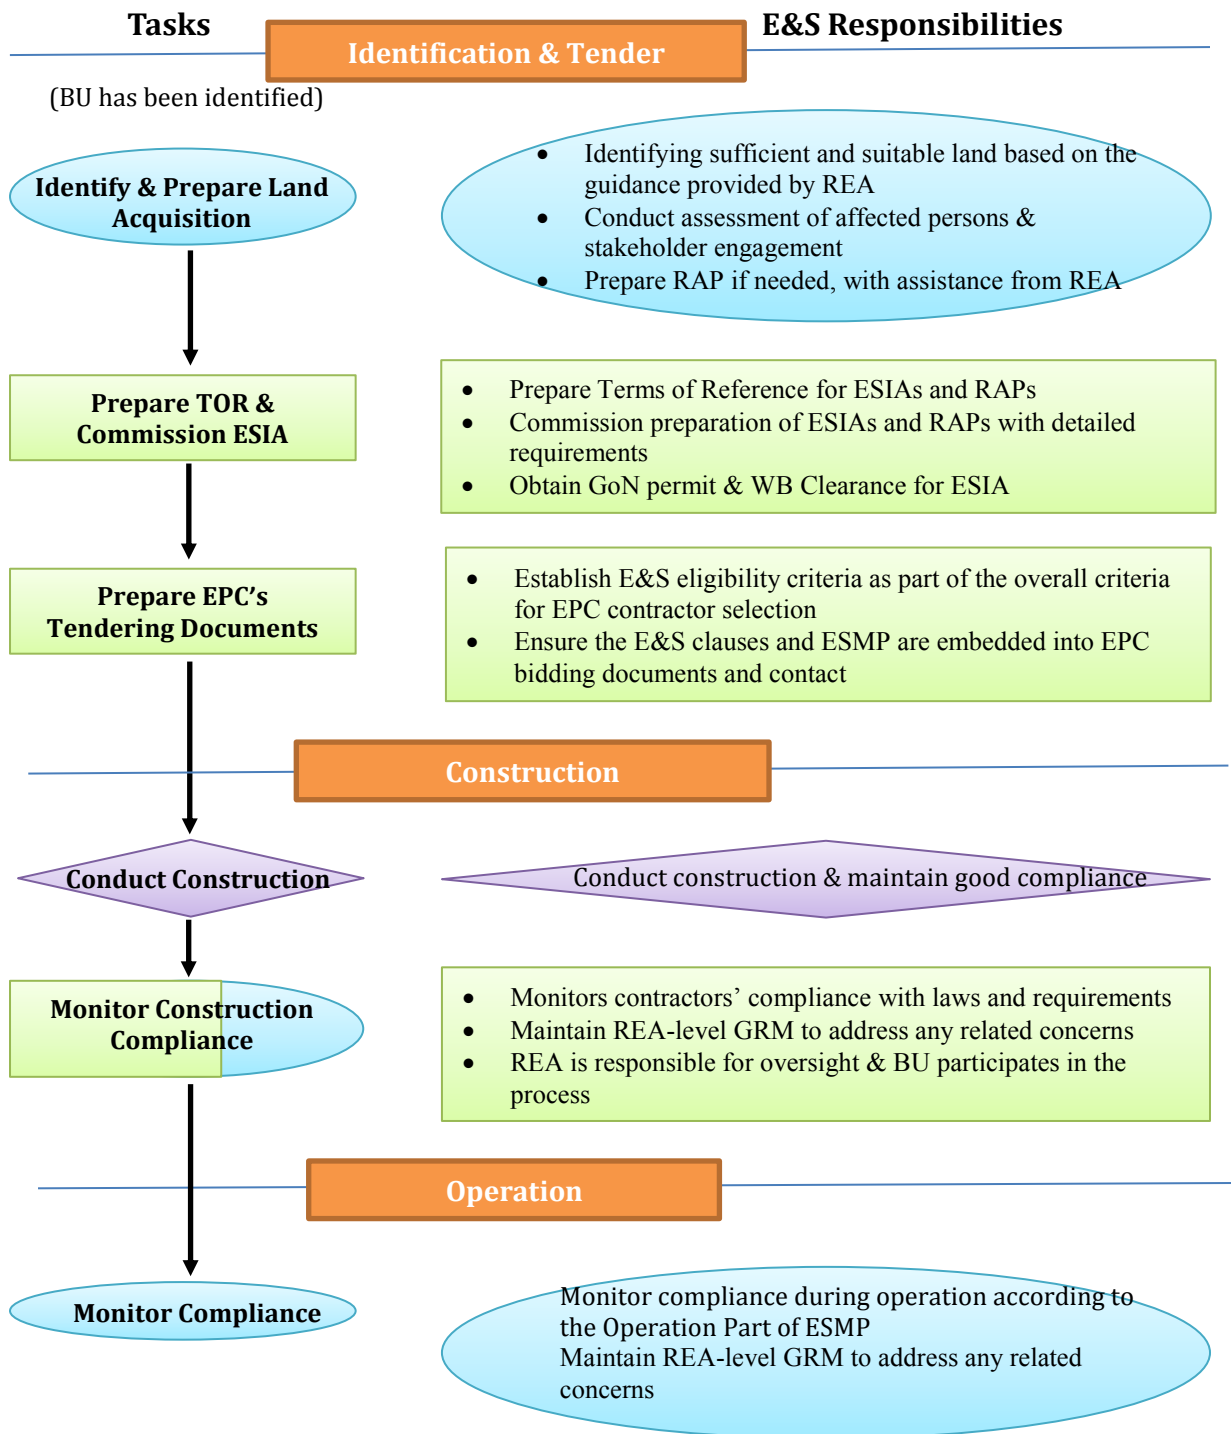 Tasks
E&S Responsibilities
Identification & Tender
(BU has been identified)
Identify & Prepare Land
Acquisition
• Identifying sufficient and suitable land based on the
guidance provided by REA
• Conduct assessment of affected persons &
stakeholder engagement
• Prepare RAP if needed, with assistance from REA
Prepare TOR &
Commission ESIA
• Prepare Terms of Reference for ESIAs and RAPs
• Commission preparation of ESIAs and RAPs with detailed
requirements
• Obtain GoN permit & WB Clearance for ESIA
Prepare EPC’s
Tendering Documents
• Establish E&S eligibility criteria as part of the overall criteria
for EPC contractor selection
• Ensure the E&S clauses and ESMP are embedded into EPC
bidding documents and contact
Construction
Conduct Construction
Conduct construction & maintain good compliance
Monitor Construction
Compliance
• Monitors contractors’ compliance with laws and requirements
• Maintain REA-level GRM to address any related concerns
• REA is responsible for oversight & BU participates in the
process
Operation
Monitor Compliance
Monitor compliance during operation according to
the Operation Part of ESMP
Maintain REA-level GRM to address any related
concerns